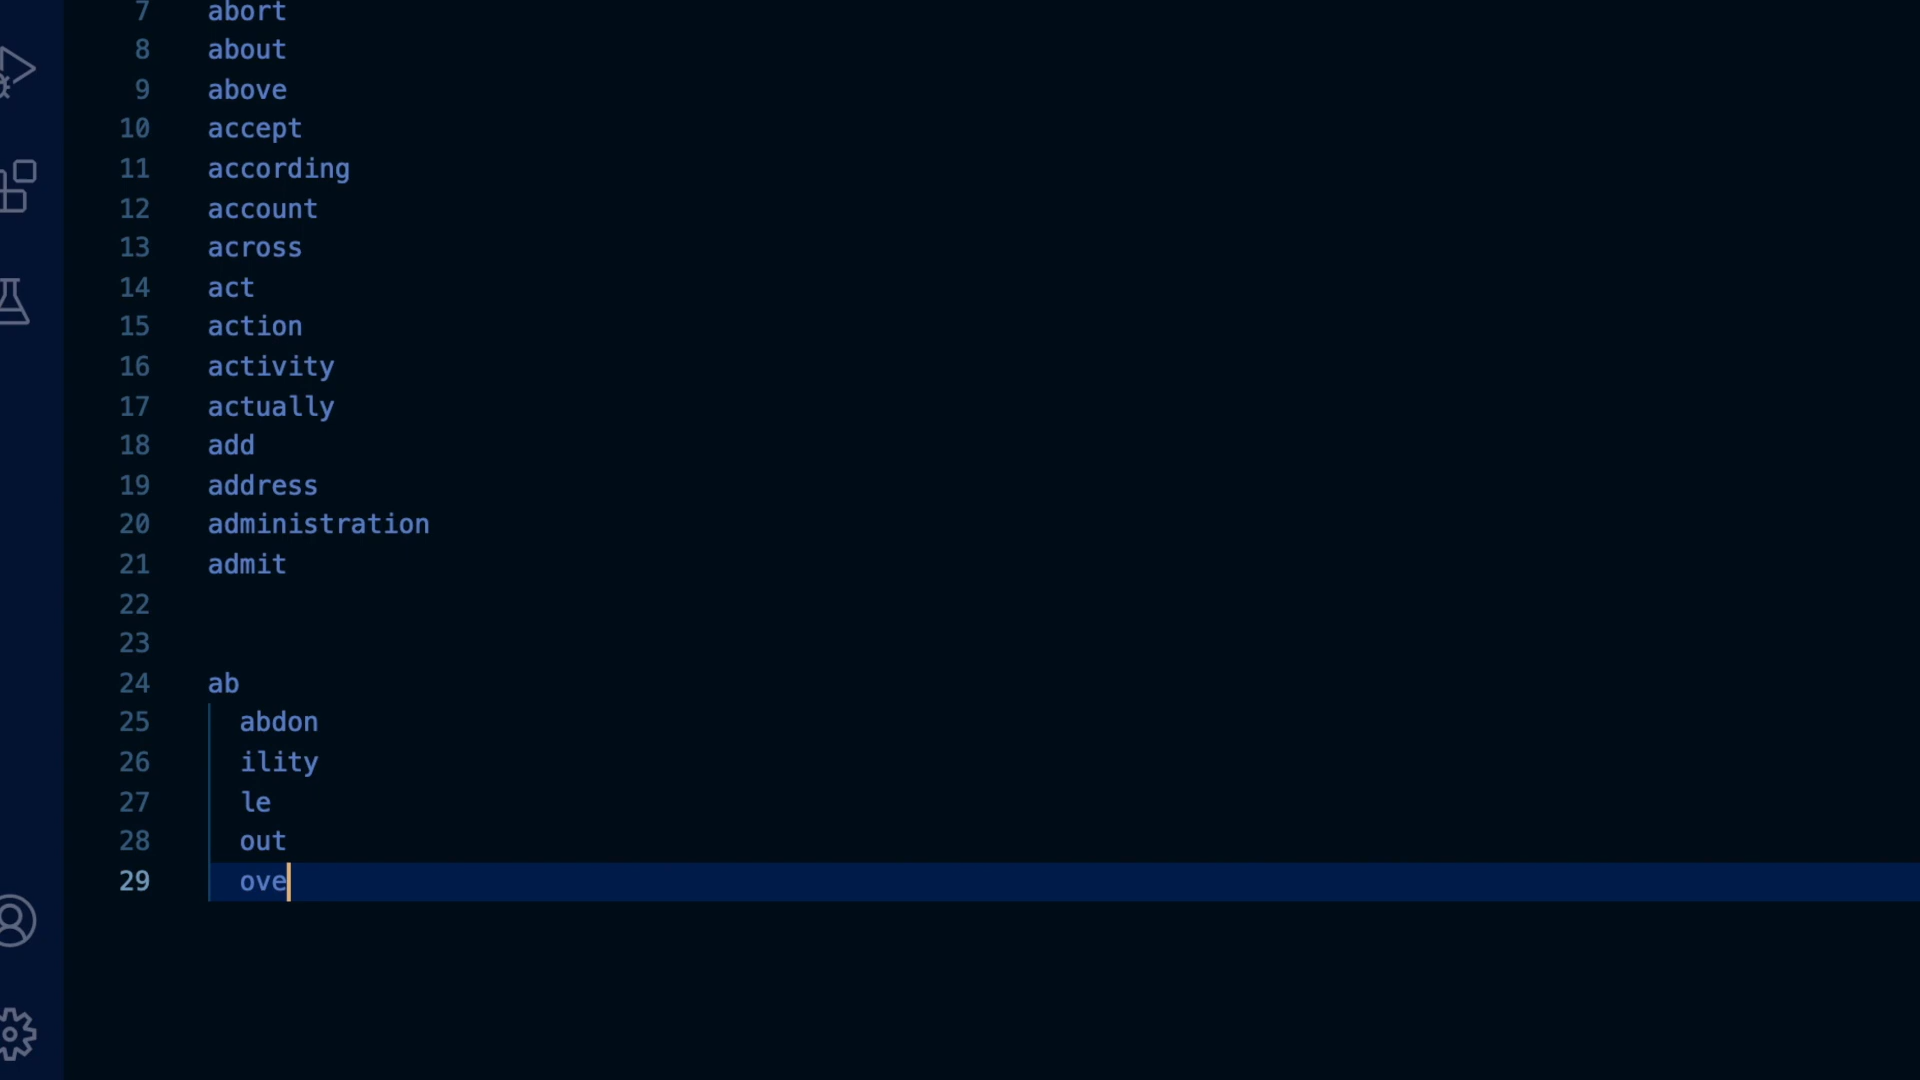 7 abort
8 about
9 above
10 accept
11 according
12 account
13 across
14 act
15 action
16 activity
17 actually
18 add
19 address
20 administration
21 admit
22
23
24 ab
25 abdon
26 ility
27 le
28 out
29 ove